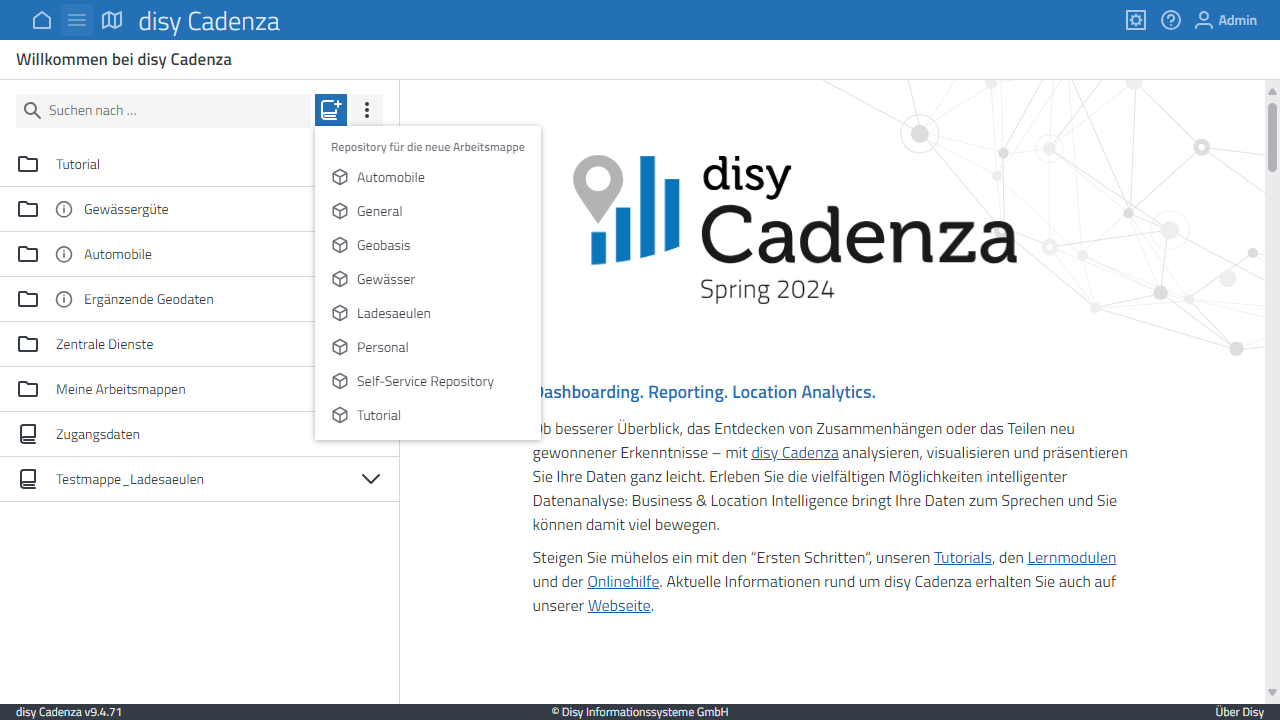 disy Cadenza
Admin
Willkommen bei disy Cadenza
Suchen nach ...
Repository für die neue Arbeitsmappe
Automobile
General
Geobasis
Gewässer
Ladesaeulen
Personal
Self-Service Repository
Tutorial
Tutorial
Gewässergüte
Automobile
Ergänzende Geodaten
Zentrale Dienste
Meine Arbeitsmappen
Zugangsdaten
Testmappe_Ladesaeulen
disy
Cadenza
Spring 2024
Dashboarding. Reporting. Location Analytics.
Ob besserer Überblick, das Entdecken von Zusammenhängen oder das Teilen neu
gewonnener Erkenntnisse – mit disy Cadenza analysieren, visualisieren und präsentieren
Sie Ihre Daten ganz leicht. Erleben Sie die vielfältigen Möglichkeiten intelligenter
Datenanalyse: Business & Location Intelligence bringt Ihre Daten zum Sprechen und Sie
können damit viel bewegen.
Steigen Sie mühelos ein mit den “Ersten Schritten“, unseren Tutorials, den Lernmodulen
und der Onlinehilfe. Aktuelle Informationen rund um disy Cadenza erhalten Sie auch auf
unserer Webseite.
disy Cadenza v9.4.71
© Disy Informationssysteme GmbH
Über Disy